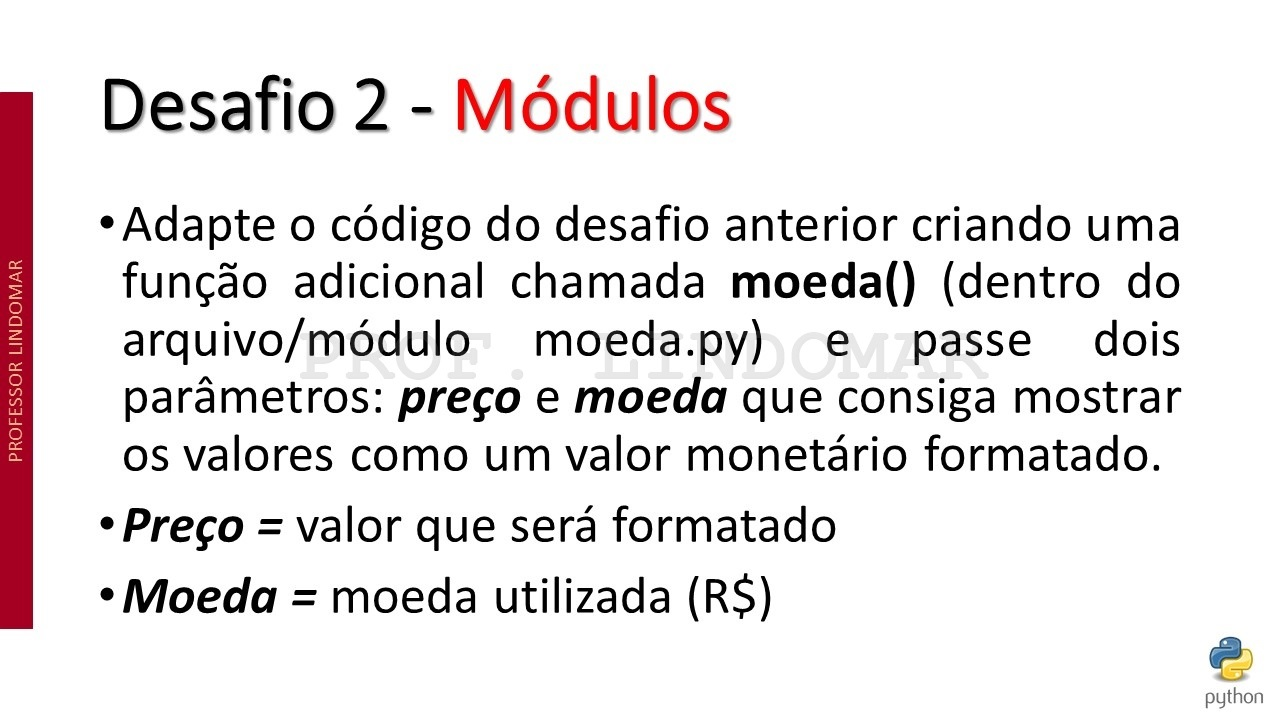 Desafio 2 - Módulos
PROFESSOR LINDOMAR
•Adapte o código do desafio anterior criando uma
função adicional chamada moeda() (dentro do
arquivo/módulo moeda.py) e passe dois
PROF. LINDOMAR
parâmetros: preço e moeda que consiga mostrar
os valores como um valor monetário formatado.
•Preço = valor que será formatado
•Moeda = moeda utilizada (R$)
python